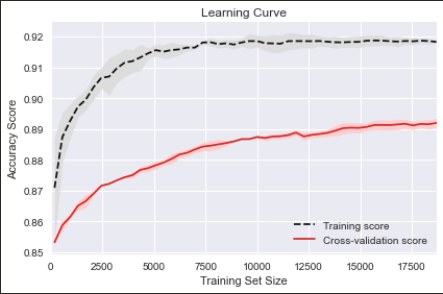 Learning Curve
0.92
0.91
0.90
0.89
0.88
0.87
0.86
0.85
Accuracy Score
0 2500 5000 7500 10000 12500 15000 17500
Training Set Size
Training score
Cross-validation score